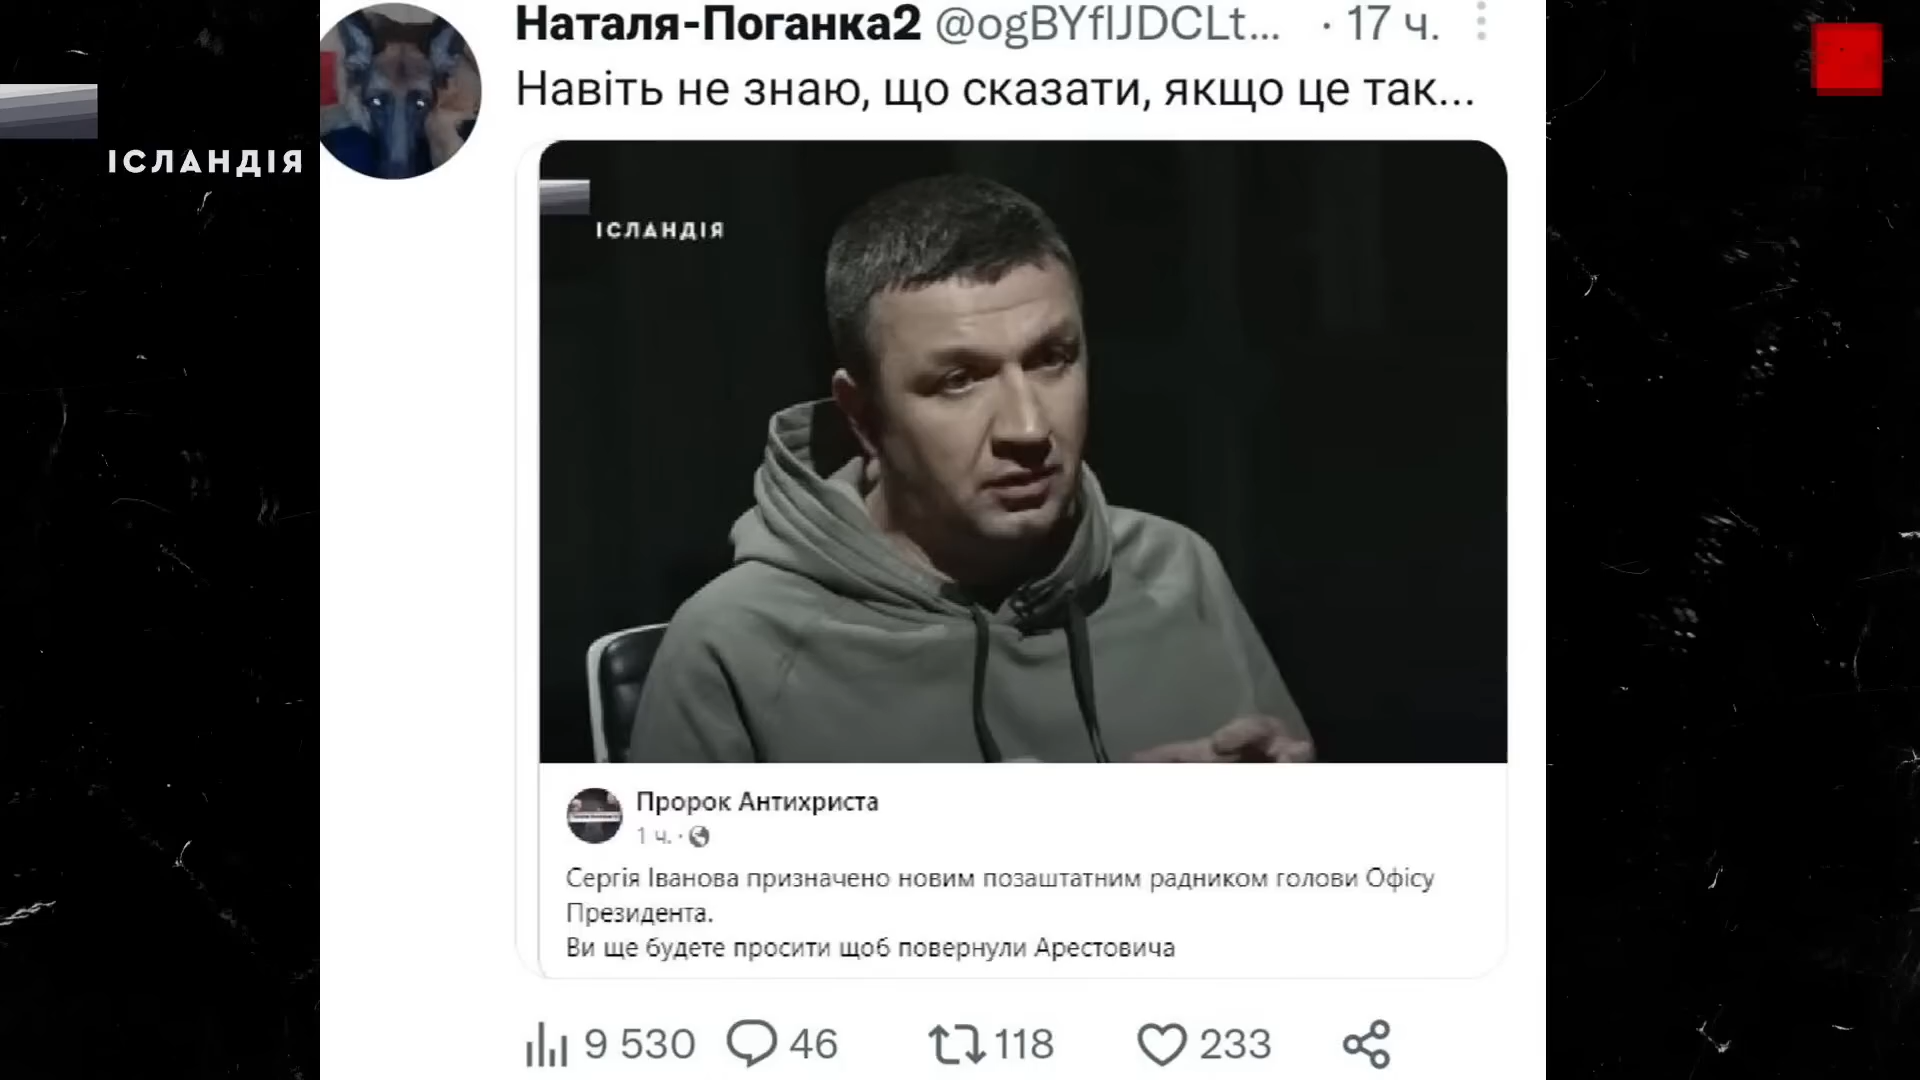 Наталя-Поганка2 @ogBYflJDCLt... · 17 ч.
Навіть не знаю, що сказати, якщо це так...
ІСЛАНДІЯ
ІСЛАНДІЯ
Пророк Антихриста
1 ч. ·
Сергія Іванова призначено новим позаштатним радником голови Офісу
Президента.
Ви ще будете просити щоб повернули Арестовича
9 530 46 118 233